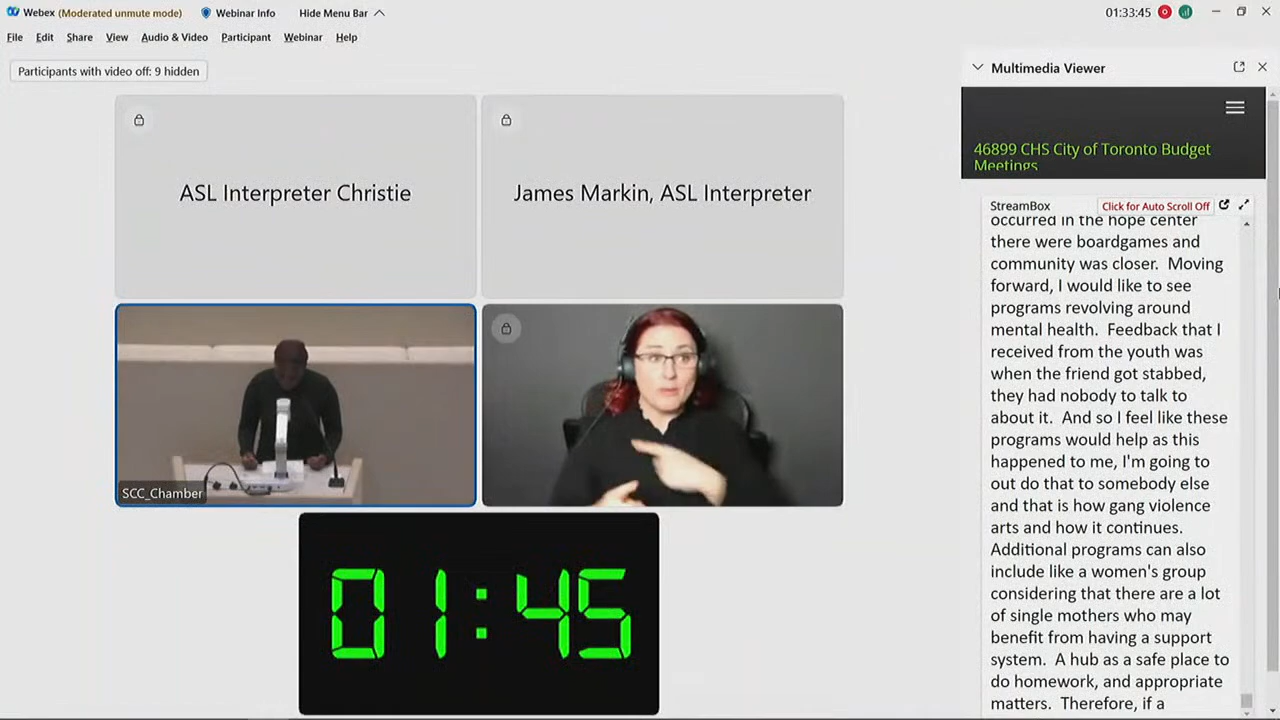 Webex (Moderated unmute mode) Webinar Info Hide Menu Bar 01:33:45
File Edit Share View Audio & Video Participant Webinar Help
Participants with video off: 9 hidden
ASL Interpreter Christie
James Markin, ASL Interpreter
SCC_Chamber
01:45
Multimedia Viewer
46899 CHS City of Toronto Budget
Meetings
StreamBox Click for Auto Scroll Off
occurred in the hope center
there were boardgames and
community was closer. Moving
forward, I would like to see
programs revolving around
mental health. Feedback that I
received from the youth was
when the friend got stabbed,
they had nobody to talk to
about it. And so I feel like these
programs would help as this
happened to me, I'm going to
out do that to somebody else
and that is how gang violence
arts and how it continues.
Additional programs can also
include like a women's group
considering that there are a lot
of single mothers who may
benefit from having a support
system. A hub as a safe place to
do homework, and appropriate
matters. Therefore, if a